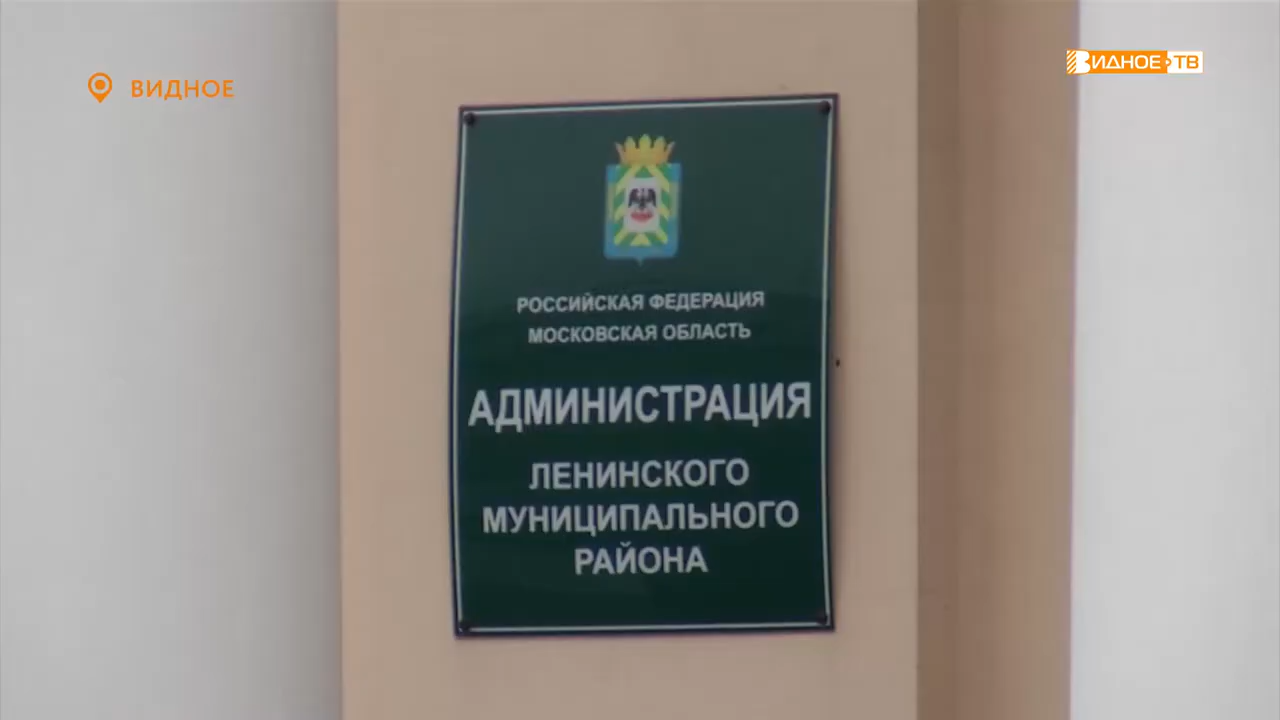 ВИДНОЕ
ВИДНОЕ ТВ
РОССИЙСКАЯ ФЕДЕРАЦИЯ
МОСКОВСКАЯ ОБЛАСТЬ
АДМИНИСТРАЦИЯ
ЛЕНИНСКОГО
МУНИЦИПАЛЬНОГО
РАЙОНА